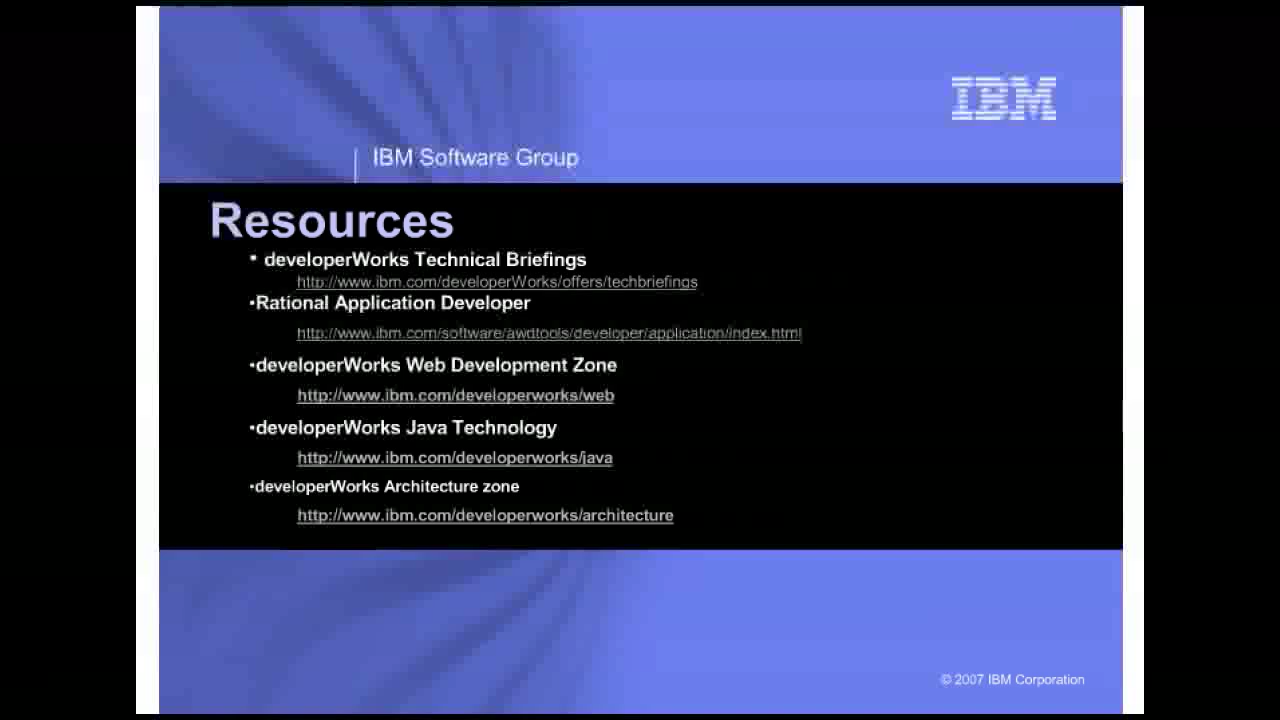 IBM
IBM Software Group
Resources
• developerWorks Technical Briefings
http://www.ibm.com/developerWorks/offers/techbriefings
•Rational Application Developer
http://www.ibm.com/software/awdtools/developer/application/index.html
•developerWorks Web Development Zone
http://www.ibm.com/developerworks/web
•developerWorks Java Technology
http://www.ibm.com/developerworks/java
•developerWorks Architecture zone
http://www.ibm.com/developerworks/architecture
© 2007 IBM Corporation